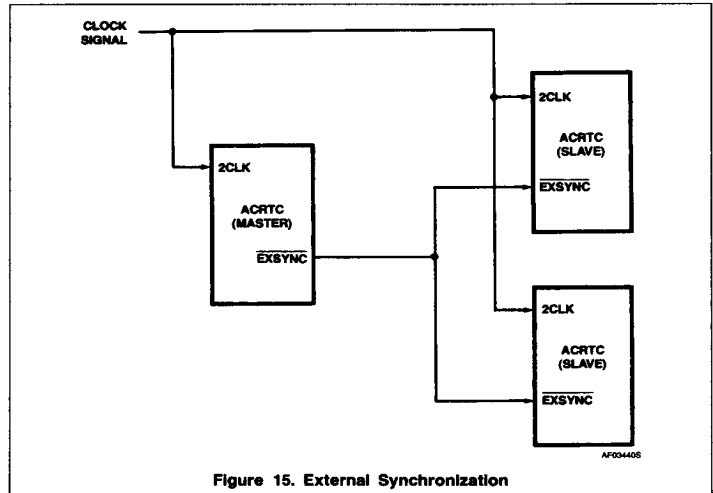 CLOCK
SIGNAL
2CLK
ACRTC
(SLAVE)
EXSYNC
2CLK
ACRTC
(MASTER)
EXSYNC
2CLK
ACRTC
(SLAVE)
EXSYNC
AF03440S
Figure 15. External Synchronization